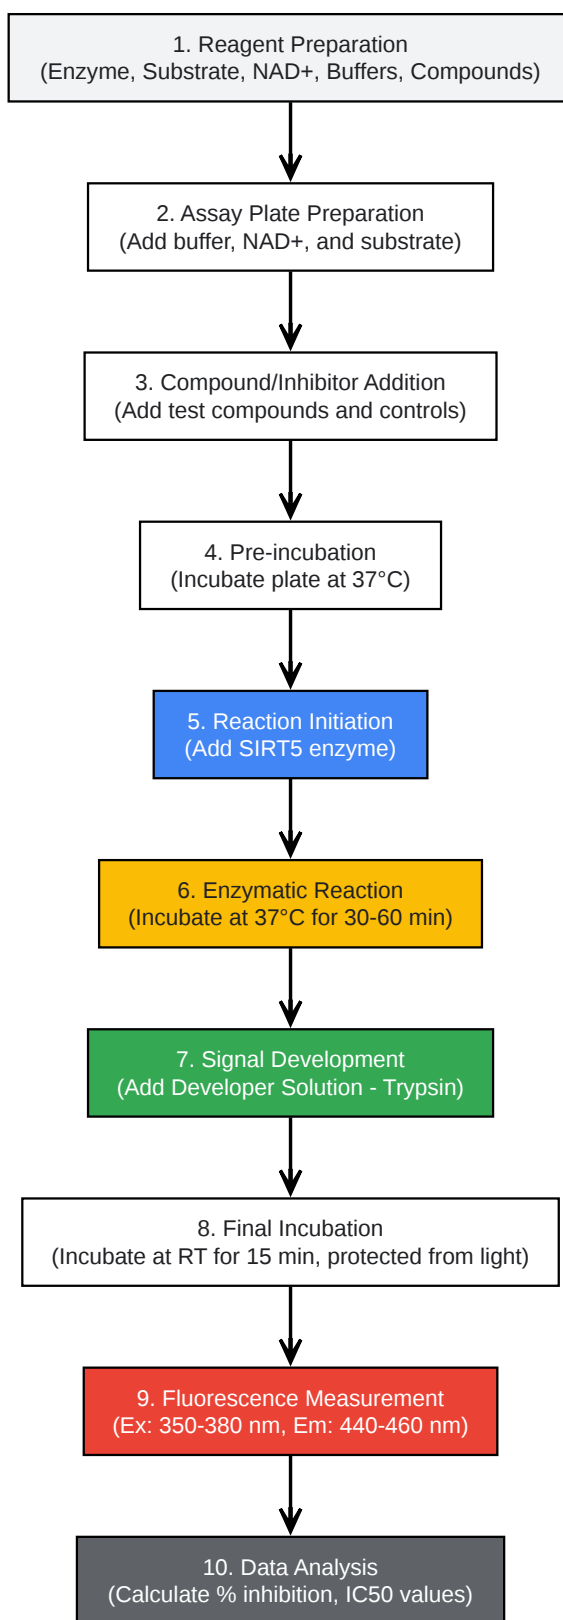 1. Reagent Preparation
(Enzyme, Substrate, NAD+, Buffers, Compounds)
2. Assay Plate Preparation
(Add buffer, NAD+, and substrate)
3. Compound/Inhibitor Addition
(Add test compounds and controls)
4. Pre-incubation
(Incubate plate at 37°C)
5. Reaction Initiation
(Add SIRT5 enzyme)
6. Enzymatic Reaction
(Incubate at 37°C for 30-60 min)
7. Signal Development
(Add Developer Solution - Trypsin)
8. Final Incubation
(Incubate at RT for 15 min, protected from light)
9. Fluorescence Measurement
(Ex: 350-380 nm, Em: 440-460 nm)
10. Data Analysis
(Calculate % inhibition, IC50 values)